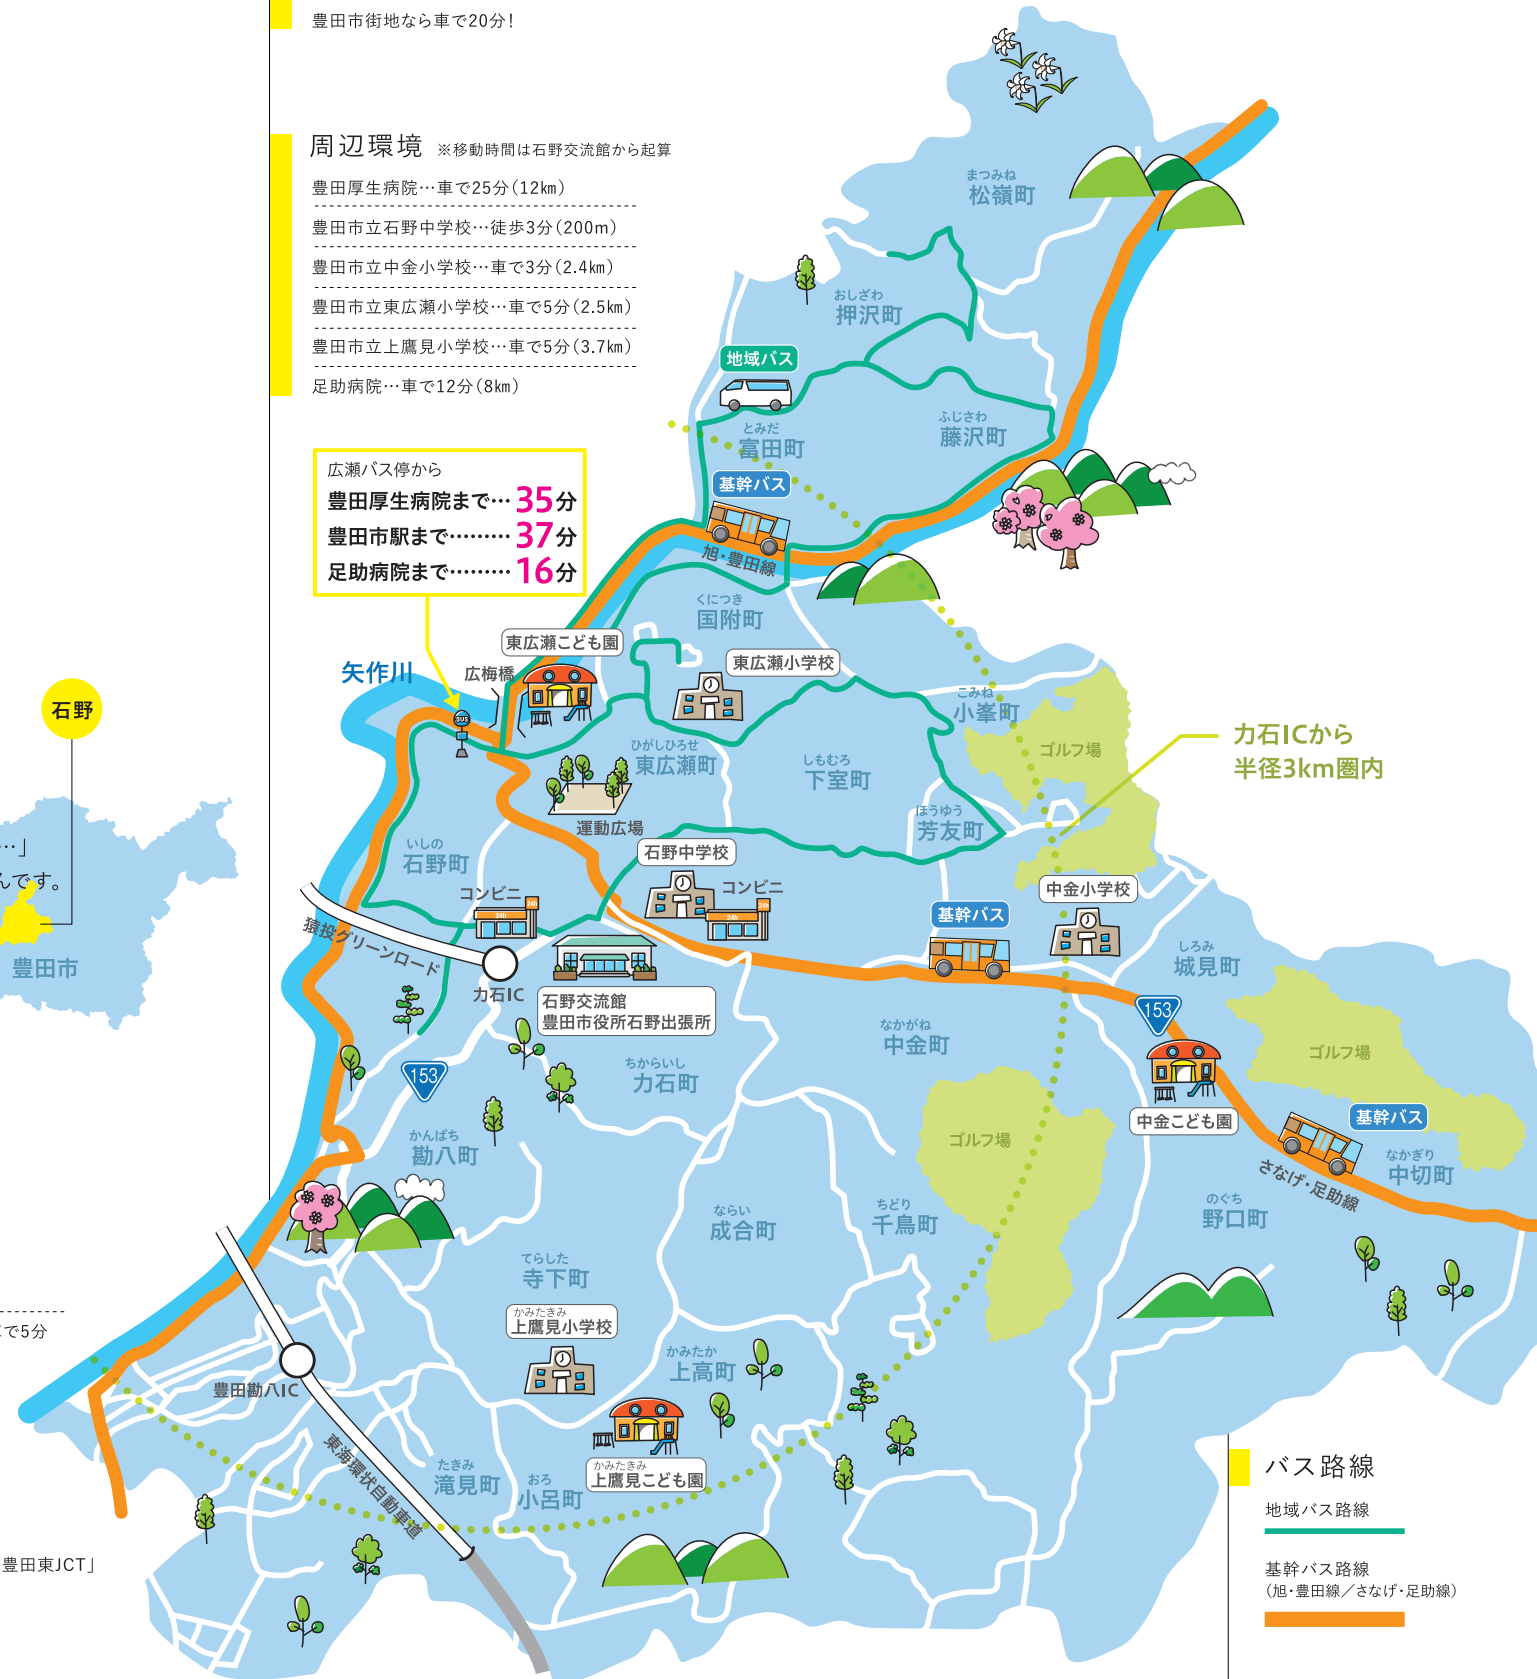 豊田市街地なら車で20分!
周辺環境 ※移動時間は石野交流館から起算
豊田厚生病院…車で25分(12km)
豊田市立石野中学校…徒歩3分(200m)
豊田市立中金小学校…車で3分(2.4km)
豊田市立東広瀬小学校…車で5分(2.5km)
豊田市立上鷹見小学校…車で5分(3.7km)
足助病院…車で12分(8km)
広瀬バス停から
豊田厚生病院まで…35分
豊田市駅まで………37分
足助病院まで………16分
石野
…」
んです。
豊田市
で5分
豊田東JCT」
まつみね
松嶺町
おしざわ
押沢町
地域バス
ふじさわ
藤沢町
とみだ
富田町
基幹バス
旭・豊田線
くにつき
国附町
東広瀬こども園
東広瀬小学校
矢作川
広梅橋
BUS
こみね
小峯町
ゴルフ場
力石ICから
半径3km圏内
ひがしひろせ
東広瀬町
しもむろ
下室町
ほうゆう
芳友町
運動広場
いしの
石野町
石野中学校
コンビニ
24h
24h
コンビニ
24h
24h
中金小学校
基幹バス
猿投グリーンロード
力石IC
石野交流館
豊田市役所石野出張所
しろみ
城見町
153
なかがね
中金町
ゴルフ場
ちからいし
力石町
153
中金こども園
基幹バス
かんぱち
勘八町
ゴルフ場
なかぎり
中切町
さなげ・足助線
のぐち
野口町
ならい
成合町
ちどり
千鳥町
てらした
寺下町
かみたきみ
上鷹見小学校
かみたか
上高町
豊田勘八IC
東海環状自動車道
かみたきみ
上鷹見こども園
たきみ
滝見町
おろ
小呂町
バス路線
地域バス路線
基幹バス路線
(旭・豊田線／さなげ・足助線)